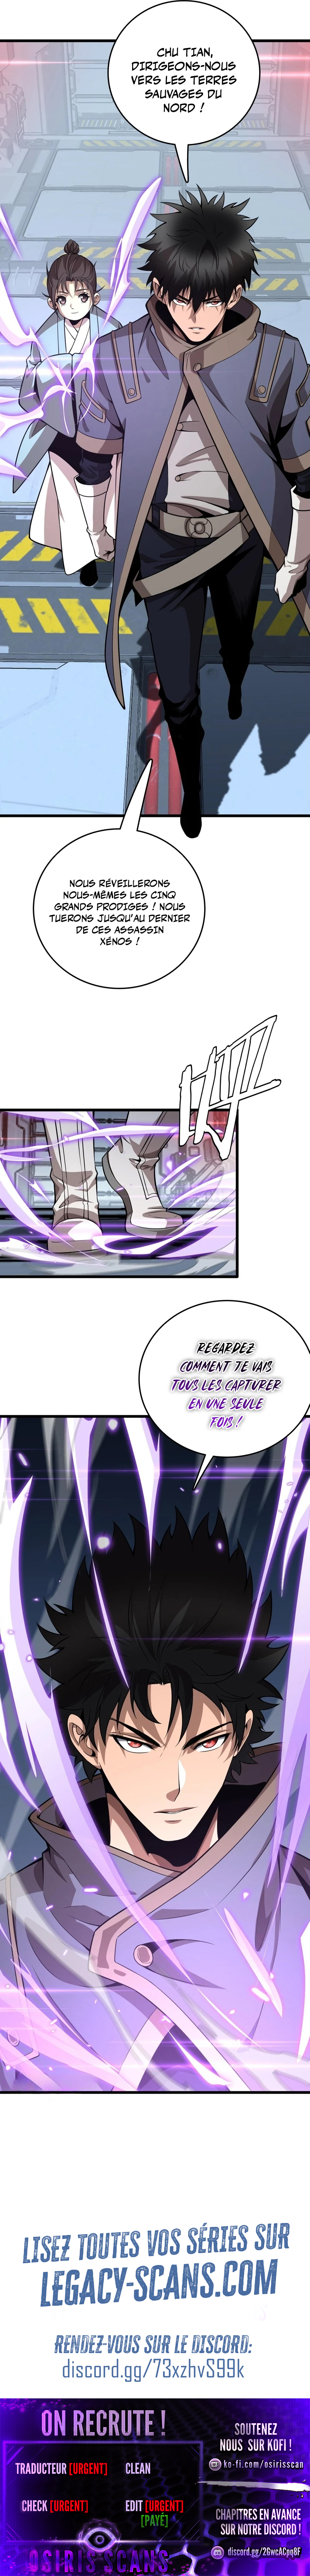 CHU TIAN,
DIRIGEONS-NOUS
VERS LES TERRES
SAUVAGES DU
NORD !
NOUS RÉVEILLERONS
NOUS-MÊMES LES CINQ
GRANDS PRODIGES ! NOUS
TUERONS JUSQU'AU DERNIER
DE CES ASSASSIN
XÉNOS !
REGARDEZ
COMMENT JE VAIS
TOUS LES CAPTURER
EN UNE SEULE
FOIS !
LISEZ TOUTES VOS SÉRIES SUR
LEGACY-SCANS.COM
RENDEZ-VOUS SUR LE DISCORD:
discord.gg/73xzhvS99k
ON RECRUTE !
TRADUCTEUR [URGENT] CLEAN
CHECK [URGENT] EDIT [URGENT]
[PAYÉ]
OSIRIS SCANS
SOUTENEZ
NOUS SUR KOFI !
ko-fi.com/osirisscan
CHAPITRES EN AVANCE
SUR NOTRE DISCORD !
discord.gg/2GwcACpq8F